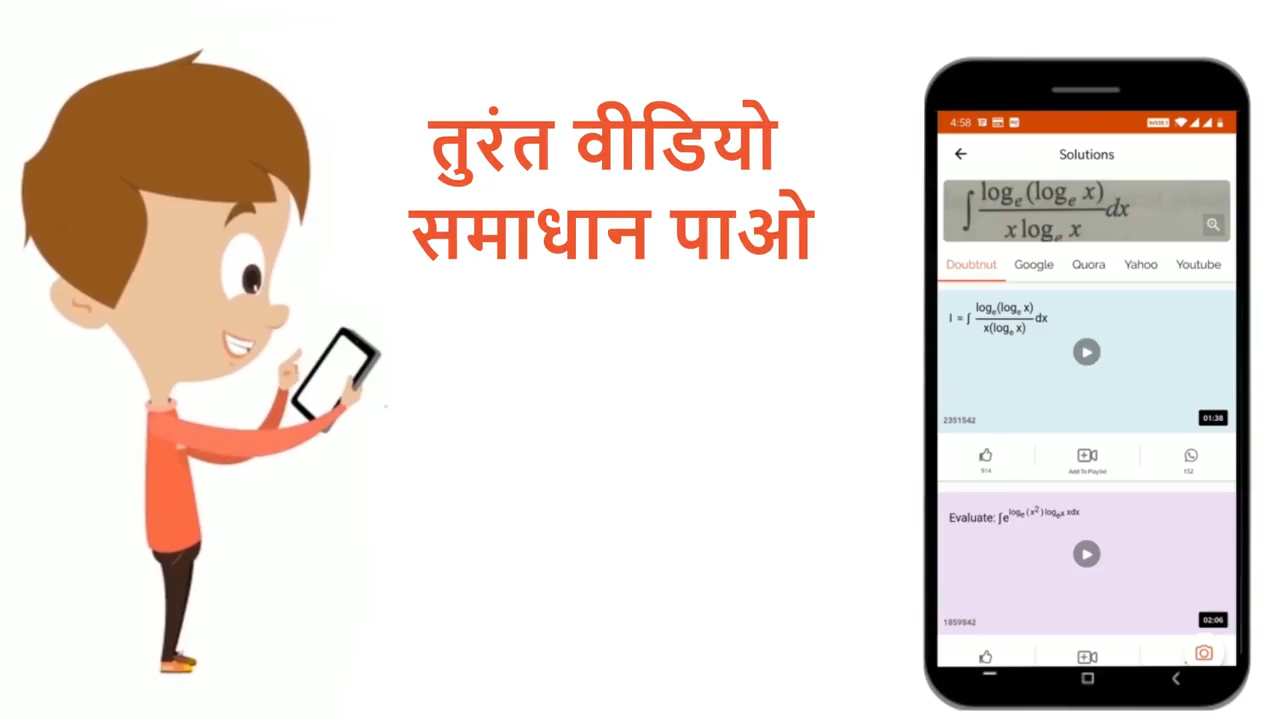 तुरंत वीडियो
समाधान पाओ
4:58
Solutions
∫ logₑ(logₑ x) / x logₑ x dx
Doubtnut Google Quora Yahoo Youtube
I = ∫ logₑ(logₑ x) / x(logₑ x) dx
2351542 01:38
914 Add To Playlist 152
Evaluate: ∫e^logₑ(x²) logₑx xdx
1859842 02:06